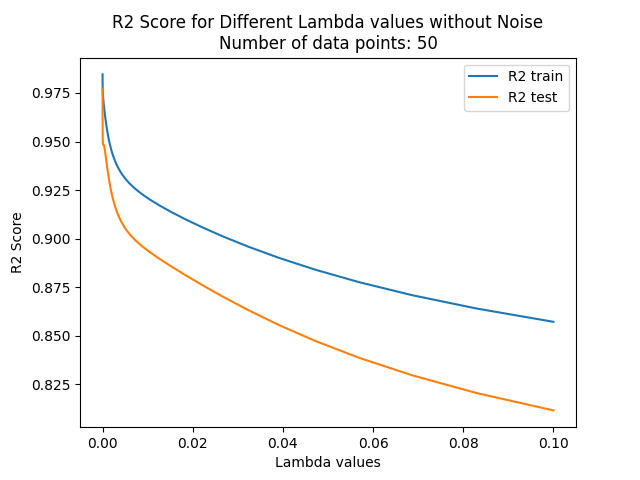 R2 Score for Different Lambda values without Noise
Number of data points: 50
R2 train
R2 test
0.975
0.950
0.925
0.900
0.875
0.850
0.825
R2 Score
0.00 0.02 0.04 0.06 0.08 0.10
Lambda values